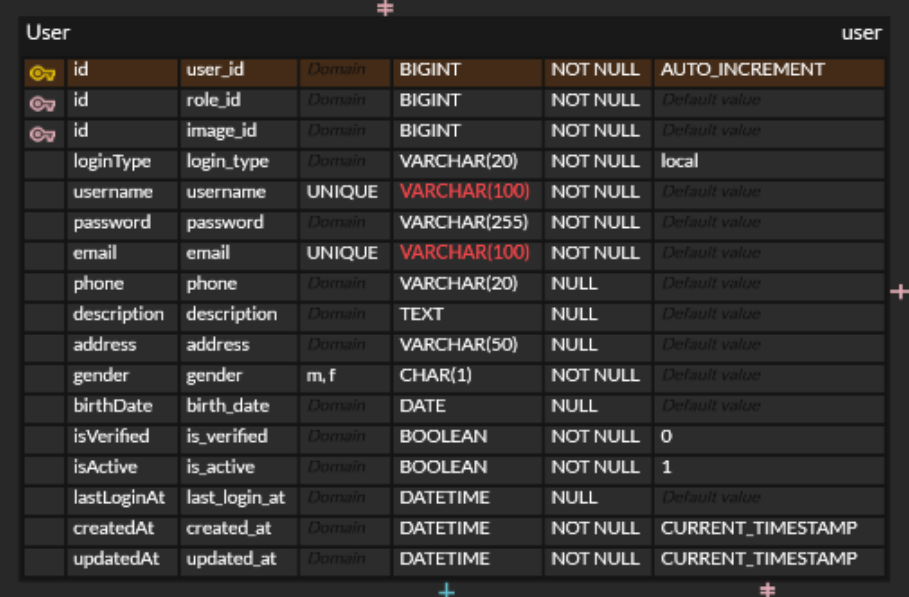 User user
id user_id Domain BIGINT NOT NULL AUTO_INCREMENT
id role_id Domain BIGINT NOT NULL Default value
id image_id Domain BIGINT NOT NULL Default value
loginType login_type Domain VARCHAR(20) NOT NULL local
username username UNIQUE VARCHAR(100) NOT NULL Default value
password password Domain VARCHAR(255) NOT NULL Default value
email email UNIQUE VARCHAR(100) NOT NULL Default value
phone phone Domain VARCHAR(20) NULL Default value
description description Domain TEXT NULL Default value
address address Domain VARCHAR(50) NULL Default value
gender gender m, f CHAR(1) NOT NULL Default value
birthDate birth_date Domain DATE NULL Default value
isVerified is_verified Domain BOOLEAN NOT NULL 0
isActive is_active Domain BOOLEAN NOT NULL 1
lastLoginAt last_login_at Domain DATETIME NULL Default value
createdAt created_at Domain DATETIME NOT NULL CURRENT_TIMESTAMP
updatedAt updated_at Domain DATETIME NOT NULL CURRENT_TIMESTAMP